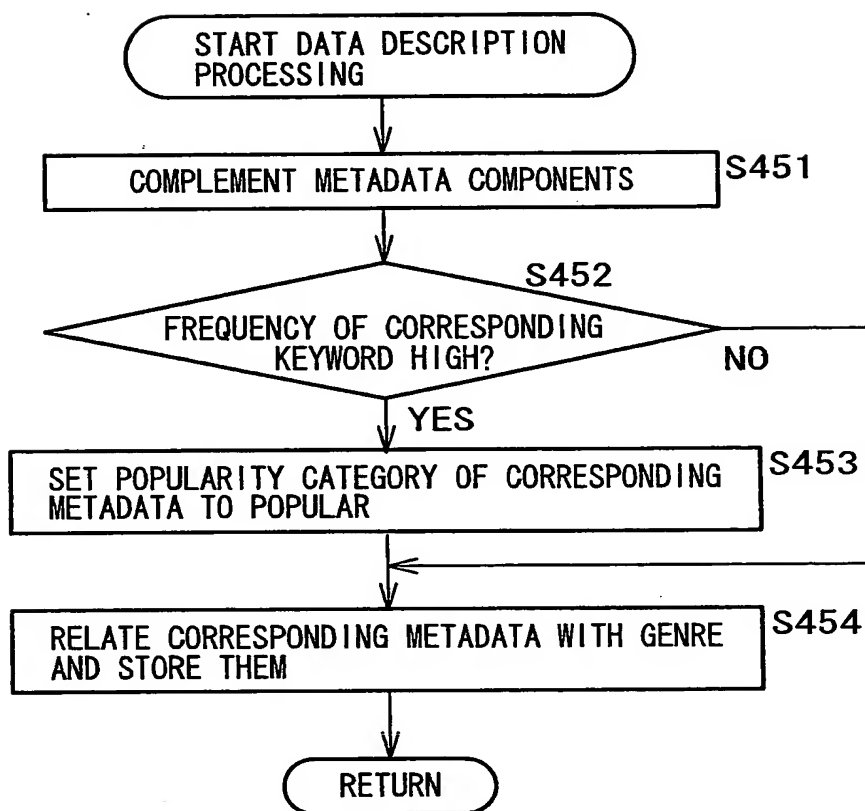 START DATA DESCRIPTION
PROCESSING
COMPLEMENT METADATA COMPONENTS
S451
S452
FREQUENCY OF CORRESPONDING
KEYWORD HIGH?
NO
YES
SET POPULARITY CATEGORY OF CORRESPONDING
METADATA TO POPULAR
S453
RELATE CORRESPONDING METADATA WITH GENRE
AND STORE THEM
S454
RETURN